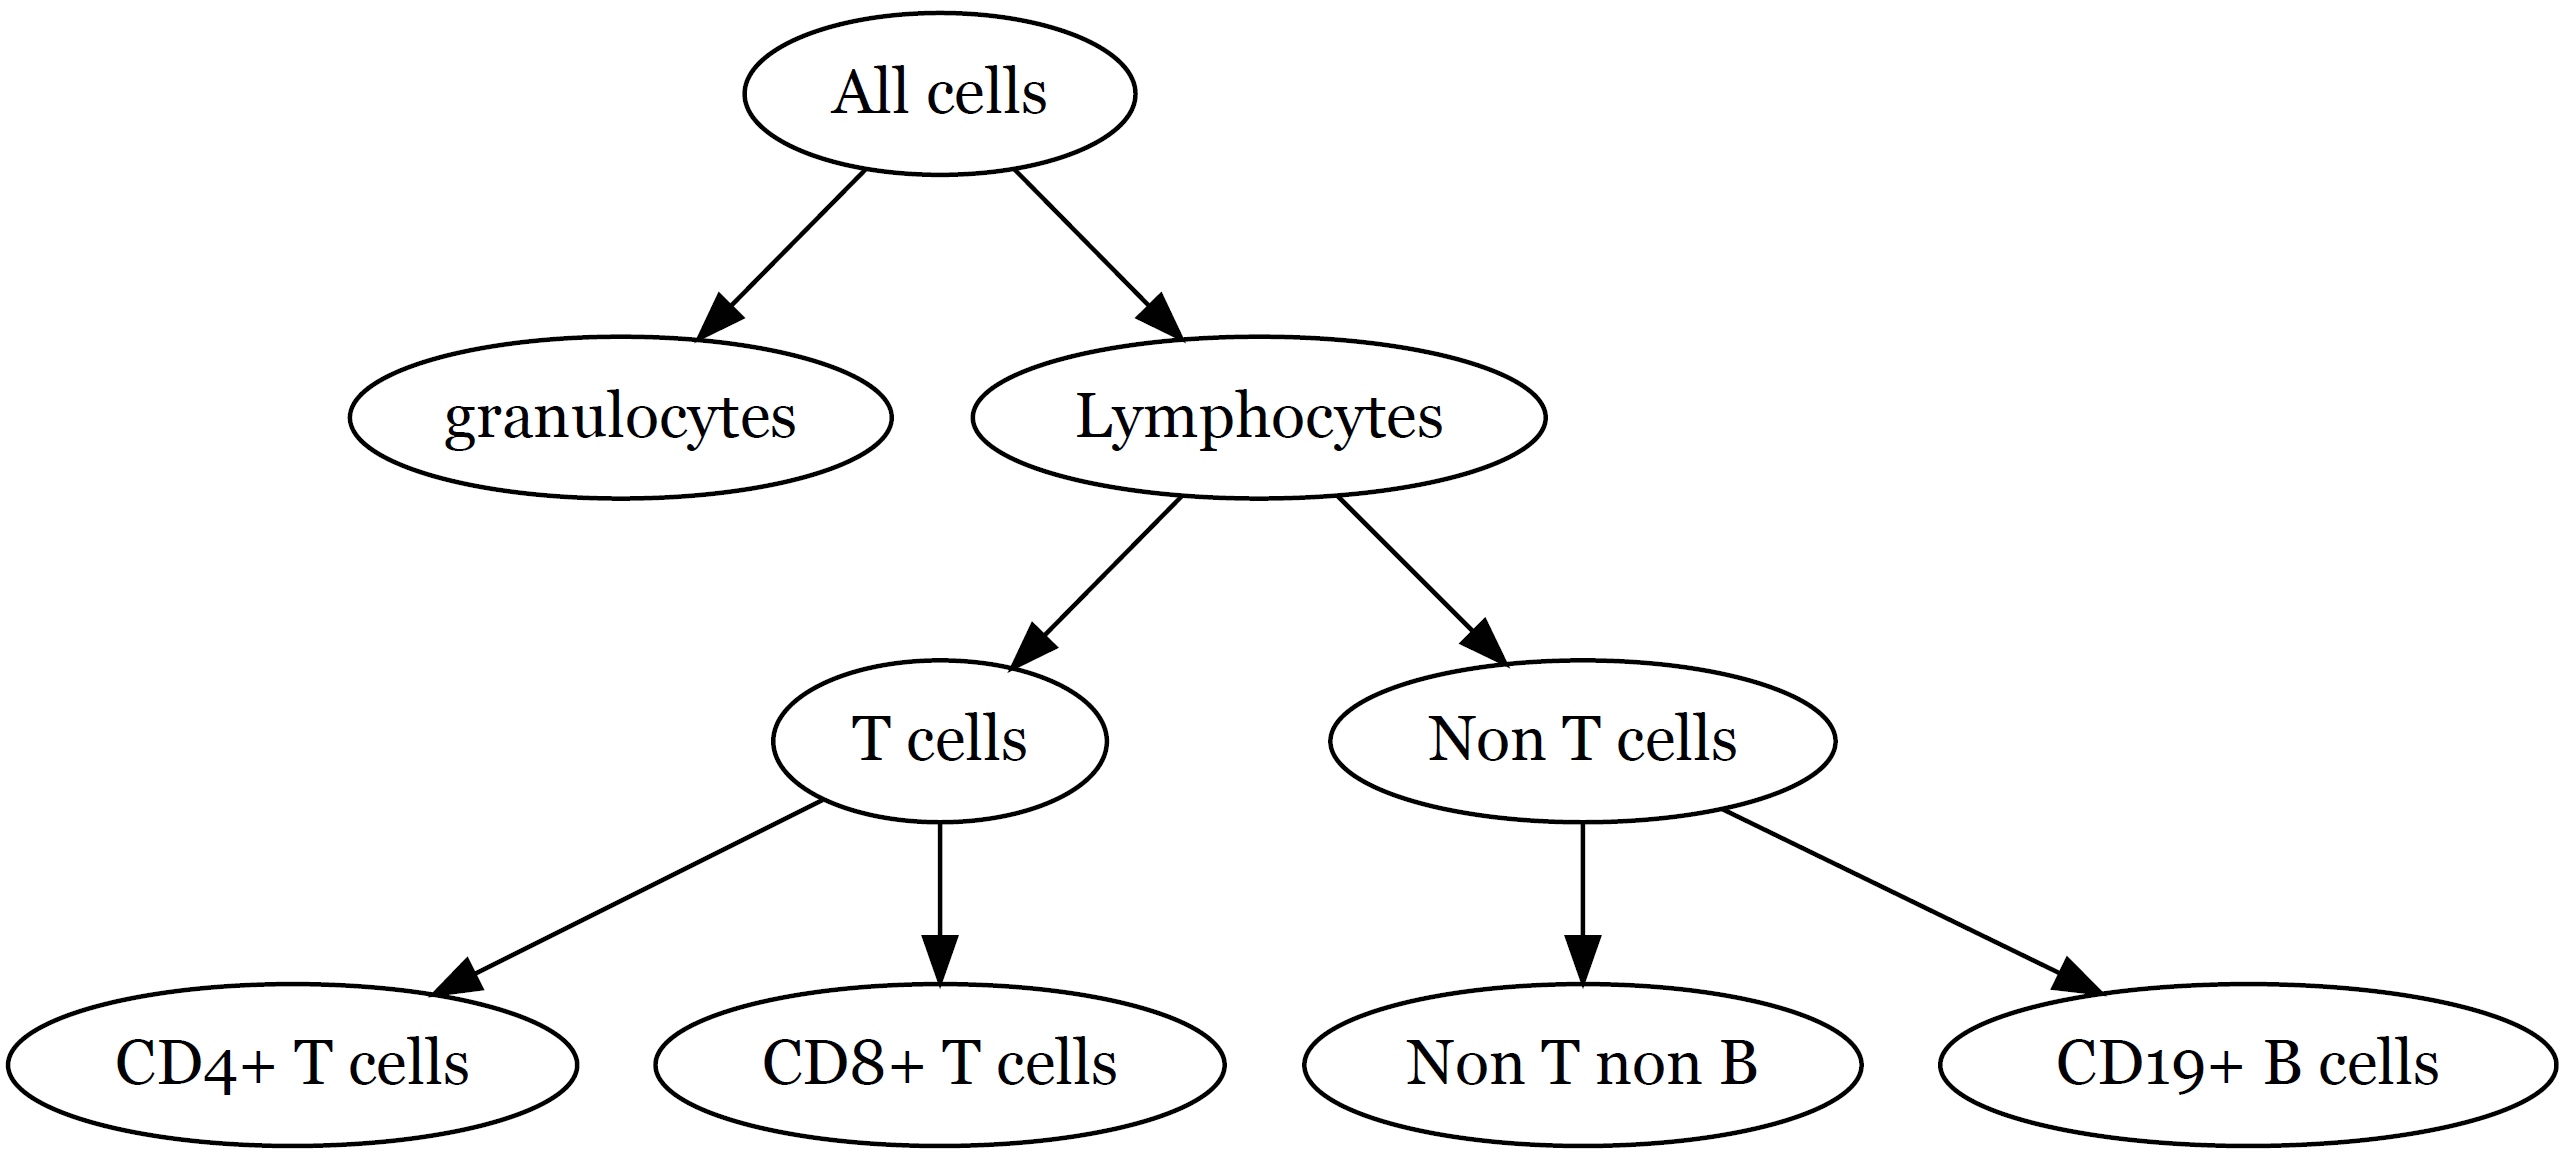 All cells
granulocytes
Lymphocytes
T cells
Non T cells
CD4+ T cells
CD8+ T cells
Non T non B
CD19+ B cells